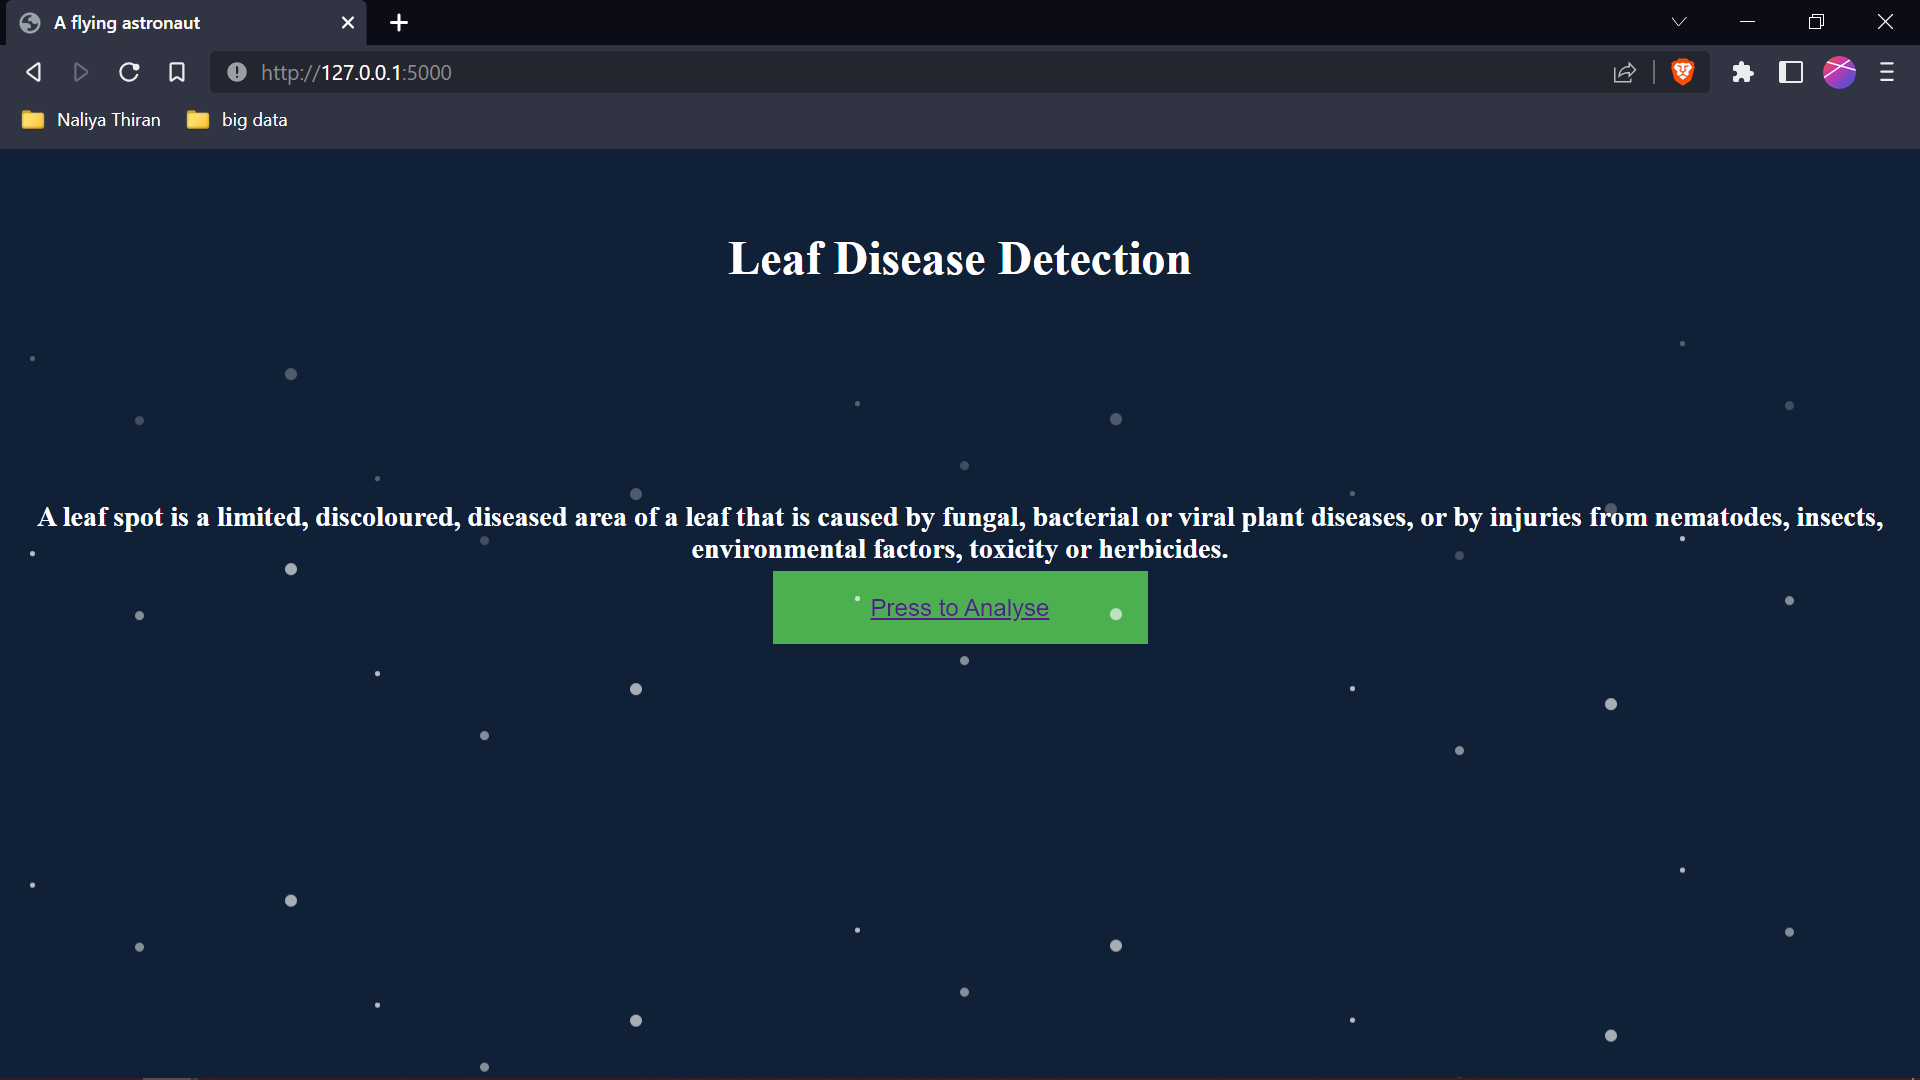 A flying astronaut
http://127.0.0.1:5000
Naliya Thiran
big data
Leaf Disease Detection
A leaf spot is a limited, discoloured, diseased area of a leaf that is caused by fungal, bacterial or viral plant diseases, or by injuries from nematodes, insects,
environmental factors, toxicity or herbicides.
Press to Analyse